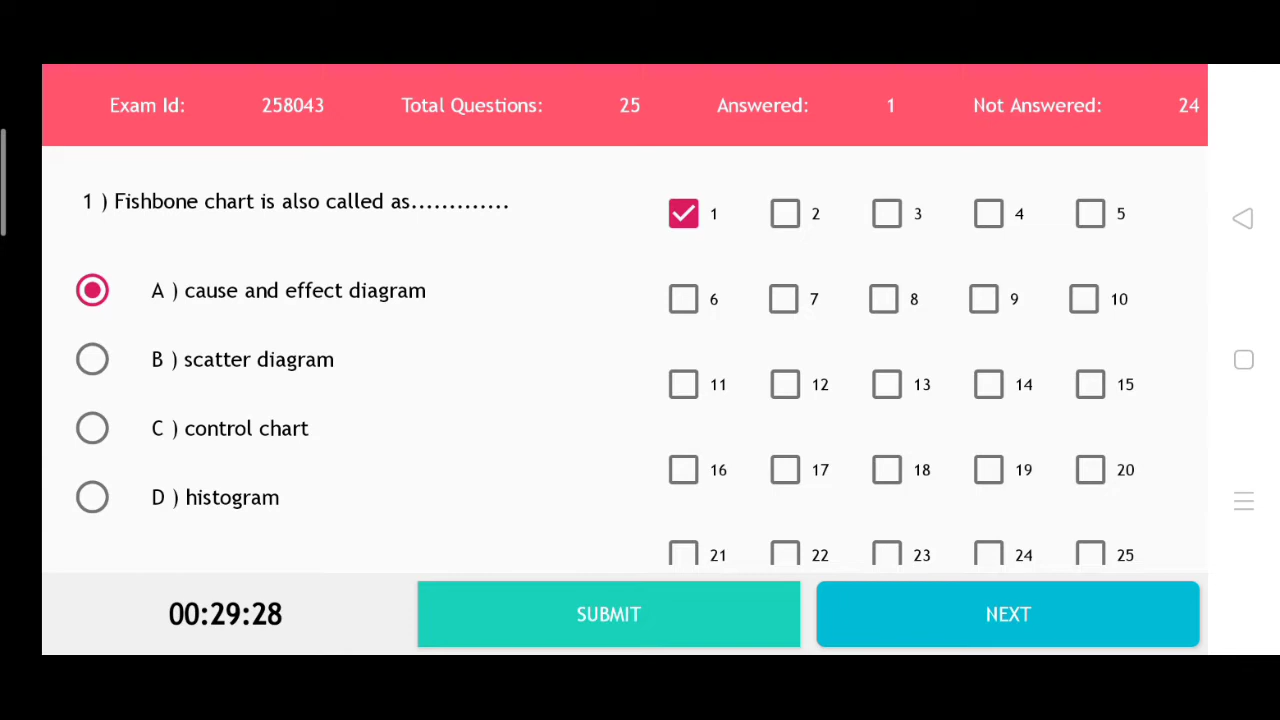 Exam Id: 258043 Total Questions: 25 Answered: 1 Not Answered: 24
1 ) Fishbone chart is also called as.............
A ) cause and effect diagram
B ) scatter diagram
C ) control chart
D ) histogram
1 2 3 4 5
6 7 8 9 10
11 12 13 14 15
16 17 18 19 20
21 22 23 24 25
00:29:28 SUBMIT NEXT